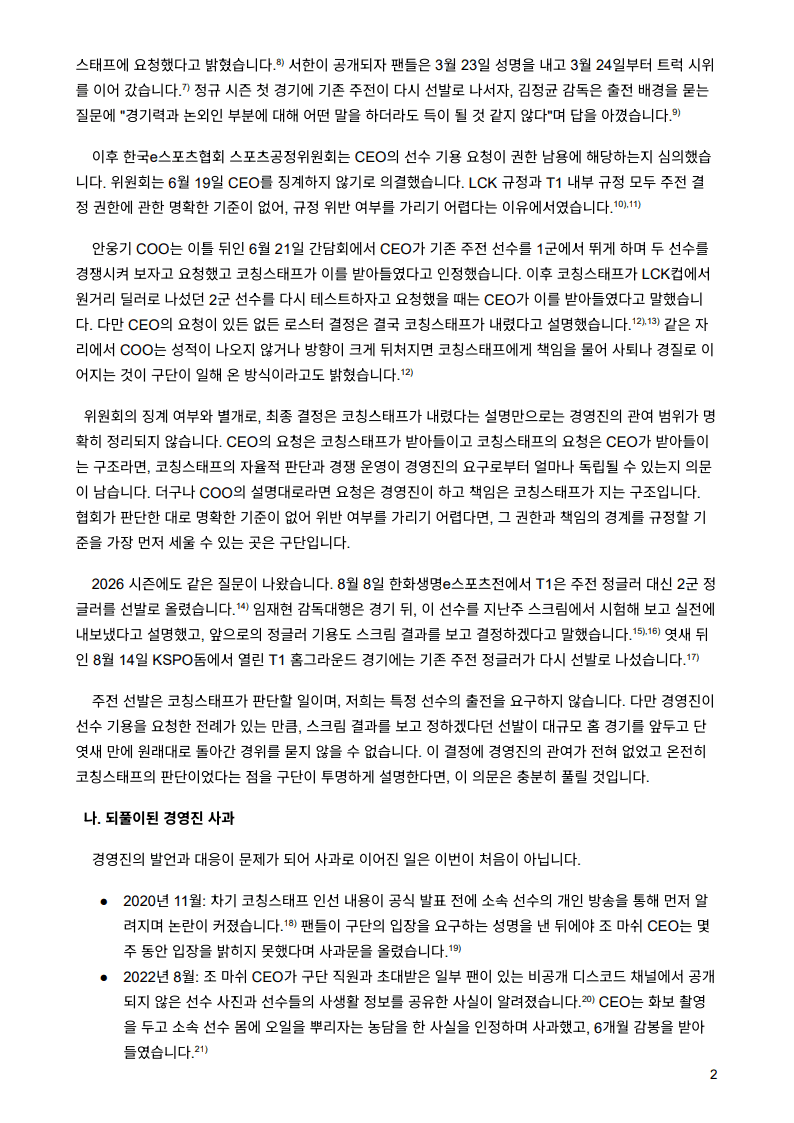 스태프에 요청했다고 밝혔습니다.8) 서한이 공개되자 팬들은 3월 23일 성명을 내고 3월 24일부터 트럭 시위
를 이어 갔습니다.7) 정규 시즌 첫 경기에 기존 주전이 다시 선발로 나서자, 김정균 감독은 출전 배경을 묻는
질문에 "경기력과 논외인 부분에 대해 어떤 말을 하더라도 득이 될 것 같지 않다"며 답을 아꼈습니다.9)
이후 한국e스포츠협회 스포츠공정위원회는 CEO의 선수 기용 요청이 권한 남용에 해당하는지 심의했습
니다. 위원회는 6월 19일 CEO를 징계하지 않기로 의결했습니다. LCK 규정과 T1 내부 규정 모두 주전 결
정 권한에 관한 명확한 기준이 없어, 규정 위반 여부를 가리기 어렵다는 이유에서였습니다.10),11)
안웅기 COO는 이틀 뒤인 6월 21일 간담회에서 CEO가 기존 주전 선수를 1군에서 뛰게 하며 두 선수를
경쟁시켜 보자고 요청했고 코칭스태프가 이를 받아들였다고 인정했습니다. 이후 코칭스태프가 LCK컵에서
원거리 딜러로 나섰던 2군 선수를 다시 테스트하자고 요청했을 때는 CEO가 이를 받아들였다고 말했습니
다. 다만 CEO의 요청이 있든 없든 로스터 결정은 결국 코칭스태프가 내렸다고 설명했습니다.12),13) 같은 자
리에서 COO는 성적이 나오지 않거나 방향이 크게 뒤처지면 코칭스태프에게 책임을 물어 사퇴나 경질로 이
어지는 것이 구단이 일해 온 방식이라고도 밝혔습니다.12)
위원회의 징계 여부와 별개로, 최종 결정은 코칭스태프가 내렸다는 설명만으로는 경영진의 관여 범위가 명
확히 정리되지 않습니다. CEO의 요청은 코칭스태프가 받아들이고 코칭스태프의 요청은 CEO가 받아들이
는 구조라면, 코칭스태프의 자율적 판단과 경쟁 운영이 경영진의 요구로부터 얼마나 독립될 수 있는지 의문
이 남습니다. 더구나 COO의 설명대로라면 요청은 경영진이 하고 책임은 코칭스태프가 지는 구조입니다.
협회가 판단한 대로 명확한 기준이 없어 위반 여부를 가리기 어렵다면, 그 권한과 책임의 경계를 규정할 기
준을 가장 먼저 세울 수 있는 곳은 구단입니다.
2026 시즌에도 같은 질문이 나왔습니다. 8월 8일 한화생명e스포츠전에서 T1은 주전 정글러 대신 2군 정
글러를 선발로 올렸습니다.14) 임재현 감독대행은 경기 뒤, 이 선수를 지난주 스크림에서 시험해 보고 실전에
내보냈다고 설명했고, 앞으로의 정글러 기용도 스크림 결과를 보고 결정하겠다고 말했습니다.15),16) 엿새 뒤
인 8월 14일 KSPO돔에서 열린 T1 홈그라운드 경기에는 기존 주전 정글러가 다시 선발로 나섰습니다.17)
주전 선발은 코칭스태프가 판단할 일이며, 저희는 특정 선수의 출전을 요구하지 않습니다. 다만 경영진이
선수 기용을 요청한 전례가 있는 만큼, 스크림 결과를 보고 정하겠다던 선발이 대규모 홈 경기를 앞두고 단
엿새 만에 원래대로 돌아간 경위를 묻지 않을 수 없습니다. 이 결정에 경영진의 관여가 전혀 없었고 온전히
코칭스태프의 판단이었다는 점을 구단이 투명하게 설명한다면, 이 의문은 충분히 풀릴 것입니다.
나. 되풀이된 경영진 사과
경영진의 발언과 대응이 문제가 되어 사과로 이어진 일은 이번이 처음이 아닙니다.
● 2020년 11월: 차기 코칭스태프 인선 내용이 공식 발표 전에 소속 선수의 개인 방송을 통해 먼저 알
려지며 논란이 커졌습니다.18) 팬들이 구단의 입장을 요구하는 성명을 낸 뒤에야 조 마쉬 CEO는 몇
주 동안 입장을 밝히지 못했다며 사과문을 올렸습니다.19)
● 2022년 8월: 조 마쉬 CEO가 구단 직원과 초대받은 일부 팬이 있는 비공개 디스코드 채널에서 공개
되지 않은 선수 사진과 선수들의 사생활 정보를 공유한 사실이 알려졌습니다.20) CEO는 화보 촬영
을 두고 소속 선수 몸에 오일을 뿌리자는 농담을 한 사실을 인정하며 사과했고, 6개월 감봉을 받아
들였습니다.21)
2